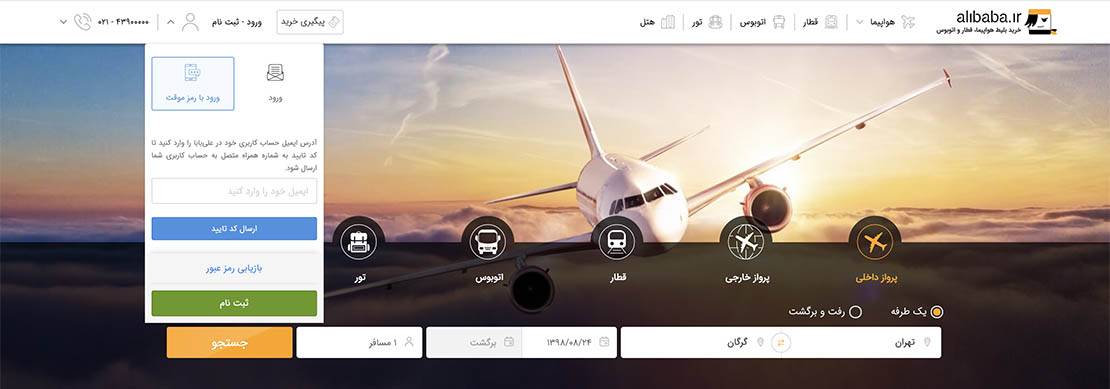 alibaba.ir
خرید بلیط هواپیما، قطار و اتوبوس
هواپیما
قطار
اتوبوس
تور
هتل
پیگیری خرید
ورود - ثبت نام
۰۲۱ - ۴۳۹۰۰۰۰۰
ورود
ورود با رمز موقت
آدرس ایمیل حساب کاربری خود در علی‌بابا را وارد کنید تا
کد تایید به شماره همراه متصل به حساب کاربری شما
ارسال شود.
ایمیل خود را وارد کنید
ارسال کد تایید
بازیابی رمز عبور
ثبت نام
پرواز داخلی
پرواز خارجی
قطار
اتوبوس
تور
یک طرفه
رفت و برگشت
تهران
گرگان
۱۳۹۸/۰۸/۲۴
برگشت
۱ مسافر
جستجو